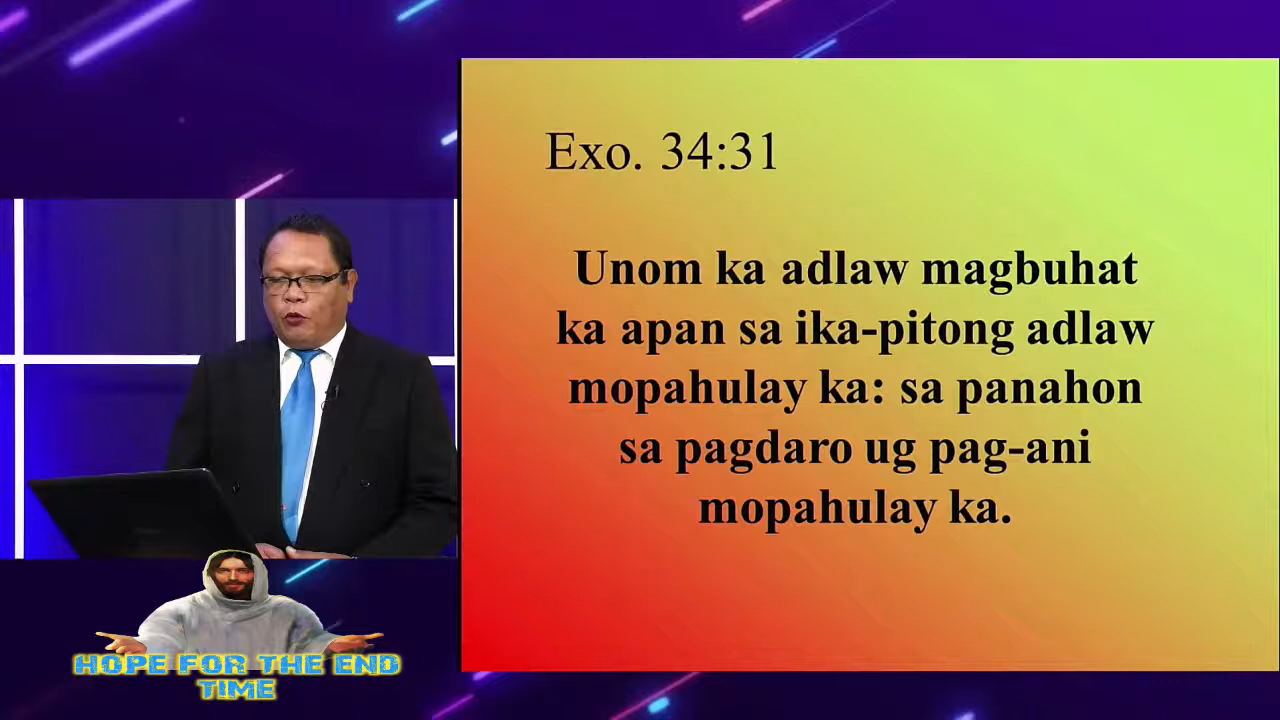 Exo. 34:31
Unom ka adlaw magbuhat
ka apan sa ika-pitong adlaw
mopahulay ka: sa panahon
sa pagdaro ug pag-ani
mopahulay ka.
HOPE FOR THE END
TIME